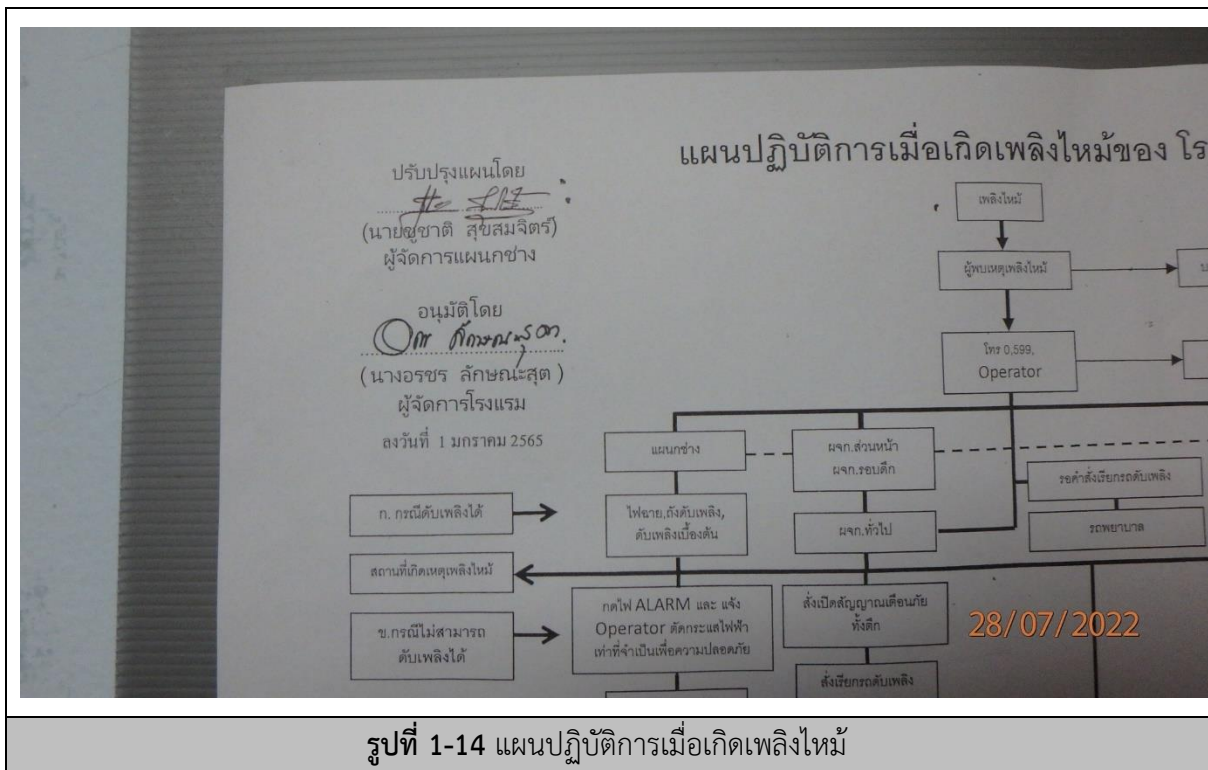 แผนปฏิบัติการเมื่อเกิดเพลิงไหม้ของ โร
ปรับปรุงแผนโดย
(นายชูชาติ สุขสมจิตร์)
ผู้จัดการแผนกช่าง
อนุมัติโดย
(นางอรชร ลักษณะสุต)
ผู้จัดการโรงแรม
ลงวันที่ 1 มกราคม 2565
เพลิงไหม้
ผู้พบเหตุเพลิงไหม้
โทร 0,599,
Operator
แผนกช่าง
ผจก.ส่วนหน้า
ผจก.รอบดึก
รอคำสั่งเรียกรถดับเพลิง
รถพยาบาล
ก. กรณีดับเพลิงได้
ไฟฉาย,ถังดับเพลิง,
ดับเพลิงเบื้องต้น
ผจก.ทั่วไป
สถานที่เกิดเหตุเพลิงไหม้
ข.กรณีไม่สามารถ
ดับเพลิงได้
กดไฟ ALARM และ แจ้ง
Operator ตัดกระแสไฟฟ้า
เท่าที่จำเป็นเพื่อความปลอดภัย
สั่งเปิดสัญญาณเตือนภัย
ทั้งตึก
สั่งเรียกรถดับเพลิง
28/07/2022
รูปที่ 1-14 แผนปฏิบัติการเมื่อเกิดเพลิงไหม้